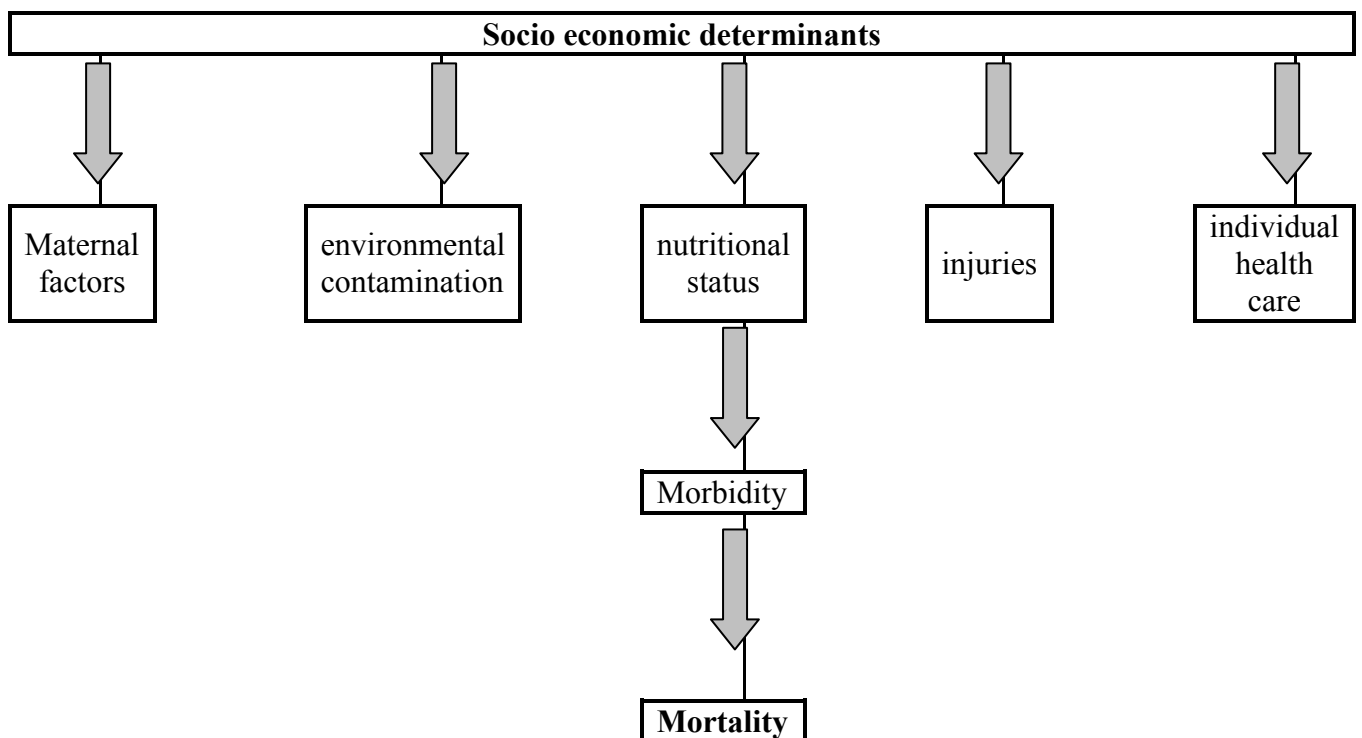 Socio economic determinants
Maternal
factors
environmental
contamination
nutritional
status
injuries
individual
health
care
Morbidity
Mortality